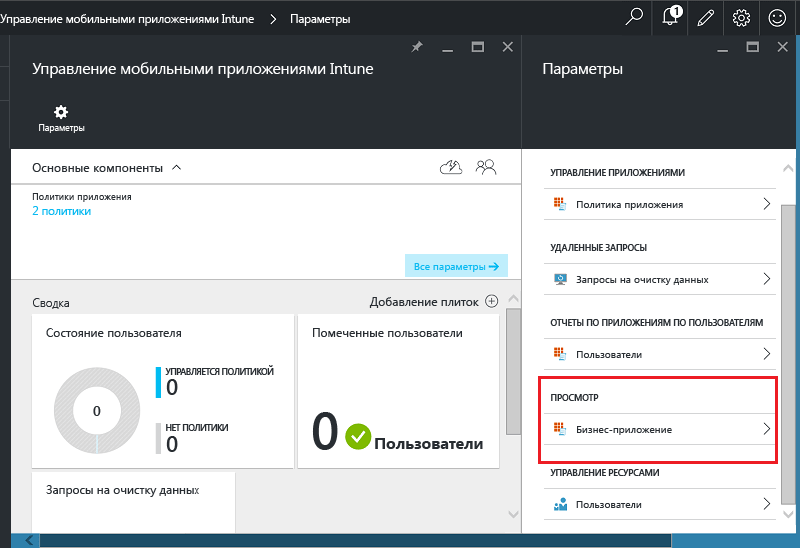 Управление мобильными приложениями Intune > Параметры
1
Управление мобильными приложениями Intune
Параметры
Основные компоненты
Политики приложения
2 политики
Все параметры →
Сводка
Добавление плиток
Состояние пользователя
0
УПРАВЛЯЕТСЯ ПОЛИТИКОЙ
0
НЕТ ПОЛИТИКИ
0
Помеченные пользователи
0 Пользователи
Запросы на очистку данных
Параметры
УПРАВЛЕНИЕ ПРИЛОЖЕНИЯМИ
Политика приложения
УДАЛЕННЫЕ ЗАПРОСЫ
Запросы на очистку данных
ОТЧЕТЫ ПО ПРИЛОЖЕНИЯМ ПО ПОЛЬЗОВАТЕЛЯМ
Пользователи
ПРОСМОТР
Бизнес-приложение
УПРАВЛЕНИЕ РЕСУРСАМИ
Пользователи